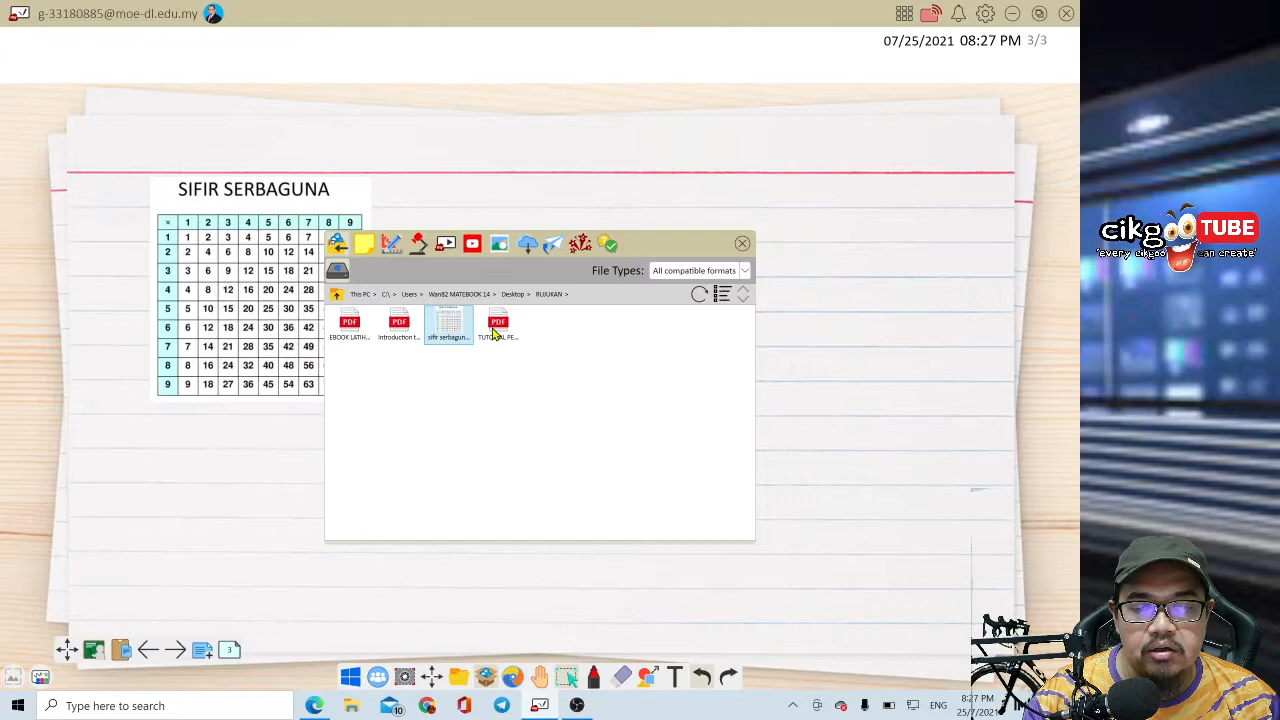 g-33180885@moe-dl.edu.my
07/25/2021 08:27 PM 3/3
SIFIR SERBAGUNA
× 1 2 3 4 5 6 7 8 9
1 1 2 3 4 5 6 7
2 2 4 6 8 10 12 14
3 3 6 9 12 15 18 21
4 4 8 12 16 20 24 28
5 5 10 15 20 25 30 35
6 6 12 18 24 30 36 42
7 7 14 21 28 35 42 49
8 8 16 24 32 40 48 56
9 9 18 27 36 45 54 63
File Types: All compatible formats
This PC > C:\ > Users > Wan82 MATEBOOK 14 > Desktop > RUJUKAN >
PDF PDF PDF
EBOOK LATIH... Introduction t... sifir serbagun...
cikgoo TUBE
'every cikgoo can create'
3
T
Type here to search
10
ENG
8:27 PM
25/7/2021